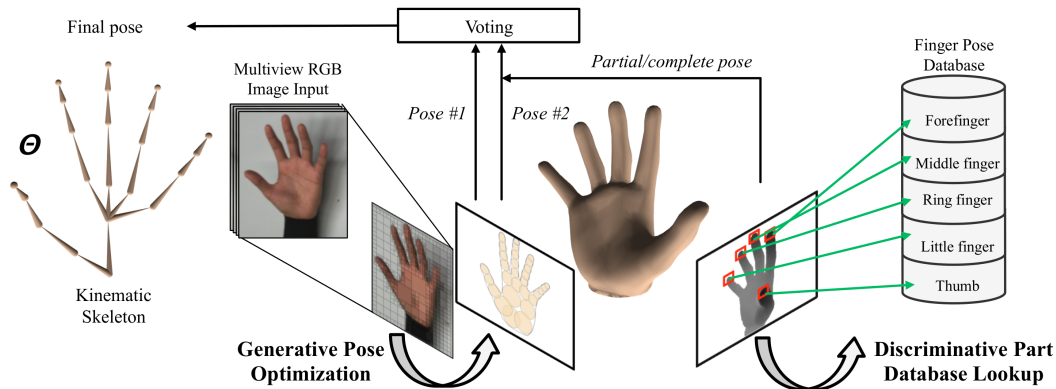 Final pose
Voting
Multiview RGB
Image Input
Pose #1
Pose #2
Partial/complete pose
Finger Pose
Database
Forefinger
Middle finger
Ring finger
Little finger
Thumb
Θ
Kinematic
Skeleton
Generative Pose
Optimization
Discriminative Part
Database Lookup